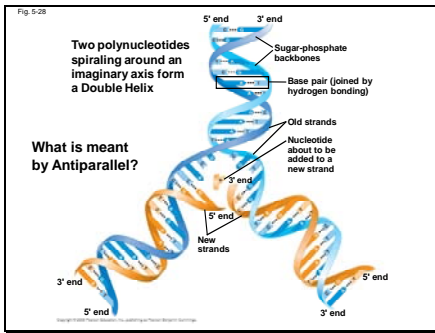 Fig. 5-28
5' end 3' end
Two polynucleotides
spiraling around an
imaginary axis form
a Double Helix
Sugar-phosphate
backbones
Base pair (joined by
hydrogen bonding)
Old strands
Nucleotide
about to be
added to a
new strand
What is meant
by Antiparallel?
3' end
5' end
New
strands
3' end
5' end
5' end
3' end